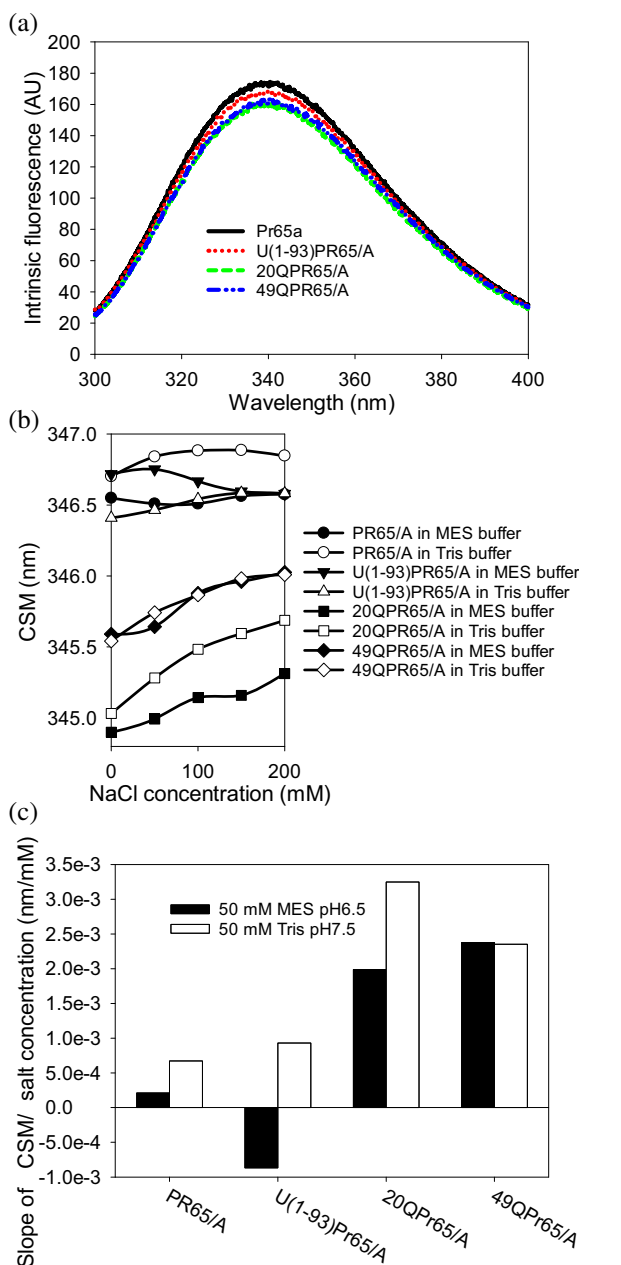 (a)
200
180
160
140
120
100
80
60
40
20
0
Intrinsic fluorescence (AU)
Pr65a
U(1-93)PR65/A
20QPR65/A
49QPR65/A
300 320 340 360 380 400
Wavelength (nm)
(b)
347.0
346.5
346.0
345.5
345.0
CSM (nm)
PR65/A in MES buffer
PR65/A in Tris buffer
U(1-93)PR65/A in MES buffer
U(1-93)PR65/A in Tris buffer
20QPR65/A in MES buffer
20QPR65/A in Tris buffer
49QPR65/A in MES buffer
49QPR65/A in Tris buffer
0 100 200
NaCl concentration (mM)
(c)
3.5e-3
3.0e-3
2.5e-3
2.0e-3
1.5e-3
1.0e-3
5.0e-4
0.0
-5.0e-4
-1.0e-3
Slope of CSM/ salt concentration (nm/mM)
50 mM MES pH6.5
50 mM Tris pH7.5
PR65/A
U(1-93)Pr65/A
20QPr65/A
49QPr65/A